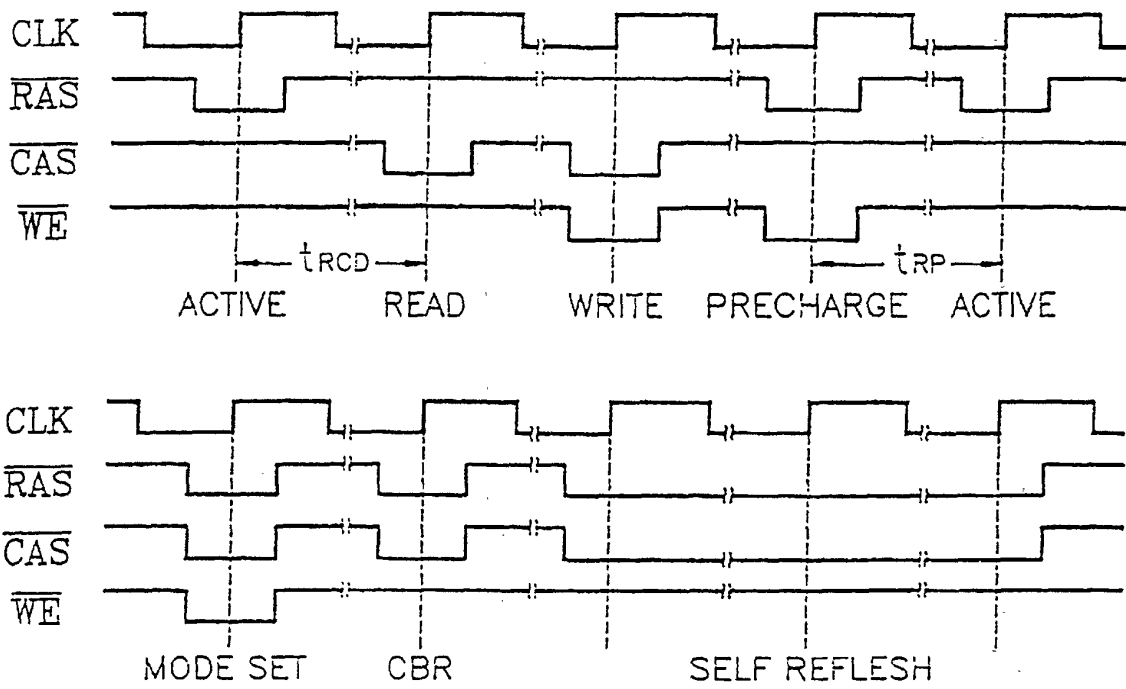 CLK
RAS
CAS
WE
tRCD
tRP
ACTIVE READ WRITE PRECHARGE ACTIVE
CLK
RAS
CAS
WE
MODE SET CBR SELF REFLESH